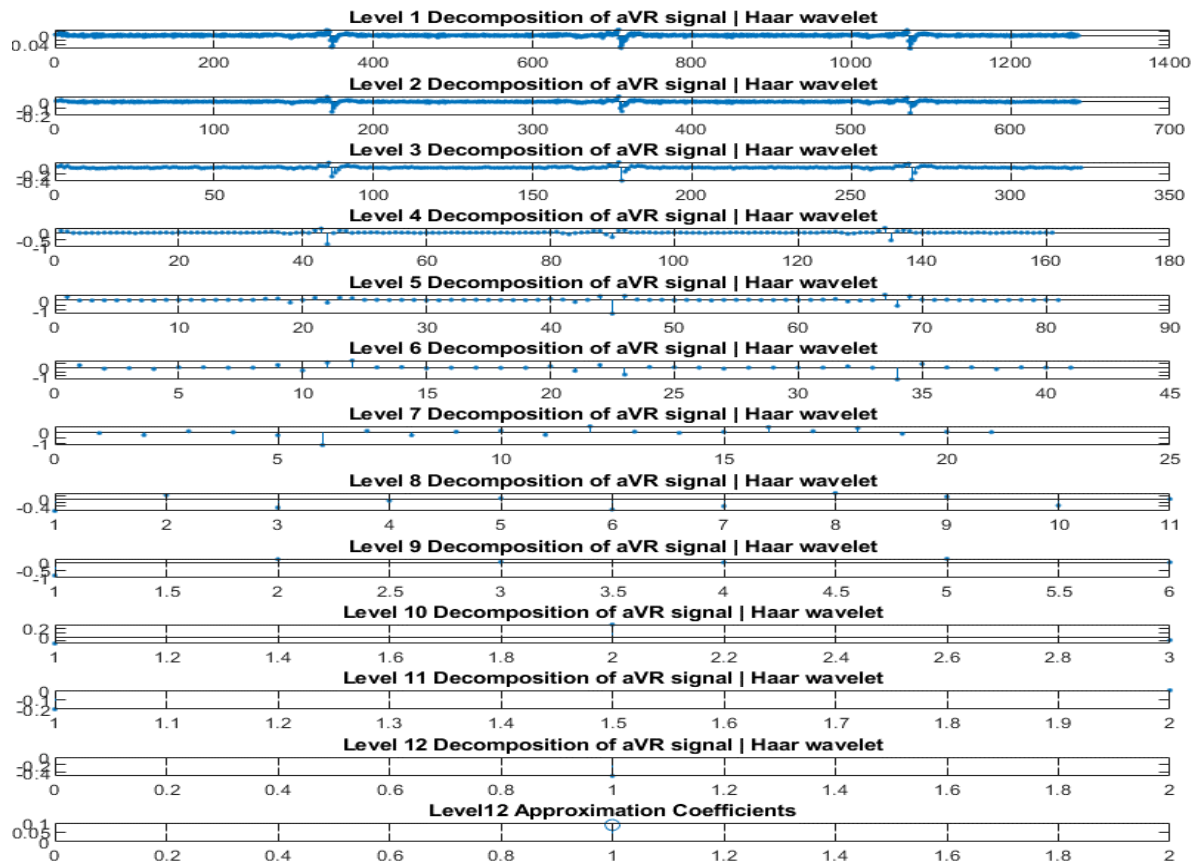 Level 1 Decomposition of aVR signal | Haar wavelet
0
0.04
0 200 400 600 800 1000 1200 1400
Level 2 Decomposition of aVR signal | Haar wavelet
0
-0.2
0 100 200 300 400 500 600 700
Level 3 Decomposition of aVR signal | Haar wavelet
0
-0.2
-0.4
0 50 100 150 200 250 300 350
Level 4 Decomposition of aVR signal | Haar wavelet
0
-0.5
-1
0 20 40 60 80 100 120 140 160 180
Level 5 Decomposition of aVR signal | Haar wavelet
0
-1
0 10 20 30 40 50 60 70 80 90
Level 6 Decomposition of aVR signal | Haar wavelet
0
-1
0 5 10 15 20 25 30 35 40 45
Level 7 Decomposition of aVR signal | Haar wavelet
0
-1
0 5 10 15 20 25
Level 8 Decomposition of aVR signal | Haar wavelet
0
-0.4
1 2 3 4 5 6 7 8 9 10 11
Level 9 Decomposition of aVR signal | Haar wavelet
0
-0.5
-1
1 1.5 2 2.5 3 3.5 4 4.5 5 5.5 6
Level 10 Decomposition of aVR signal | Haar wavelet
0.2
0
1 1.2 1.4 1.6 1.8 2 2.2 2.4 2.6 2.8 3
Level 11 Decomposition of aVR signal | Haar wavelet
0
-0.1
-0.2
1 1.1 1.2 1.3 1.4 1.5 1.6 1.7 1.8 1.9 2
Level 12 Decomposition of aVR signal | Haar wavelet
0
-0.2
-0.4
0 0.2 0.4 0.6 0.8 1 1.2 1.4 1.6 1.8 2
Level12 Approximation Coefficients
0.1
0.05
0
0 0.2 0.4 0.6 0.8 1 1.2 1.4 1.6 1.8 2